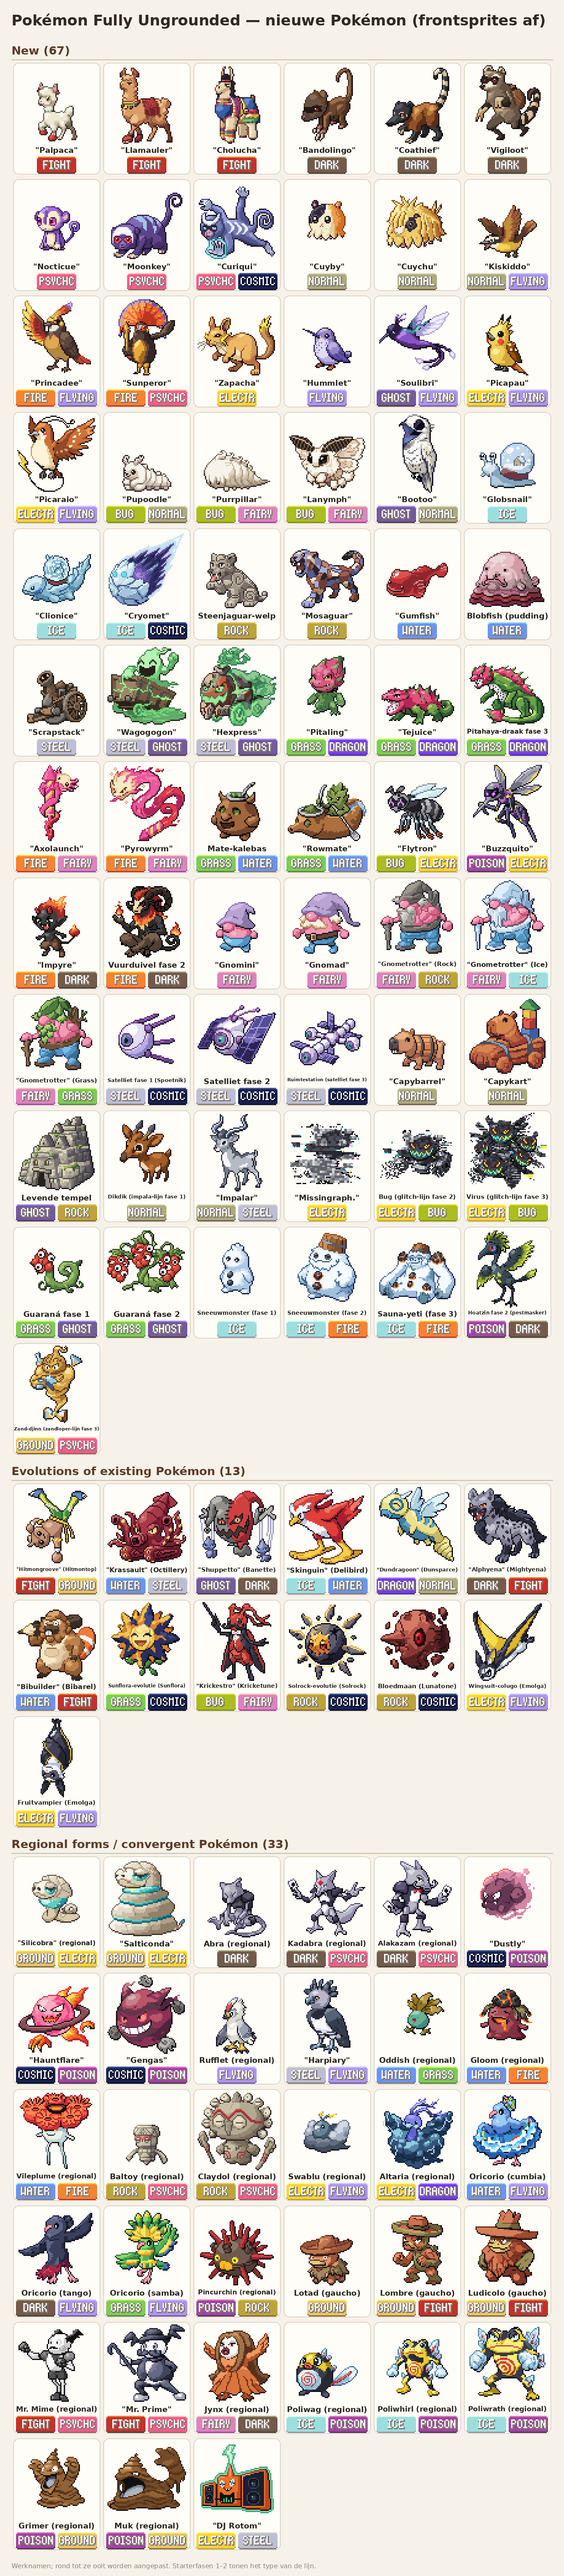 Pokémon Fully Ungrounded — nieuwe Pokémon (frontsprites af)
New (67)
"Palpaca" "Llamauler" "Cholucha" "Bandolingo" "Coathief" "Vigiloot"
FIGHT FIGHT FIGHT DARK DARK DARK
"Nocticue" "Moonkey" "Curiqui" "Cuyby" "Cuychu" "Kiskiddo"
PSYCHC PSYCHC PSYCHC COSMIC NORMAL NORMAL NORMAL FLYING
"Princadee" "Sunperor" "Zapacha" "Hummlet" "Soulibri" "Picapau"
FIRE FLYING FIRE PSYCHC ELECTR FLYING GHOST FLYING ELECTR FLYING
"Picaraio" "Pupoodle" "Purrpillar" "Lanymph" "Bootoo" "Globsnail"
ELECTR FLYING BUG NORMAL BUG FAIRY BUG FAIRY GHOST NORMAL ICE
"Clionice" "Cryomet" Steenjaguar-welp "Mosaguar" "Gumfish" Blobfish (pudding)
ICE ICE COSMIC ROCK ROCK WATER WATER
"Scrapstack" "Wagogogon" "Hexpress" "Pitaling" "Tejuice" Pitahaya-draak fase 3
STEEL STEEL GHOST STEEL GHOST GRASS DRAGON GRASS DRAGON GRASS DRAGON
"Axolaunch" "Pyrowyrm" Mate-kalebas "Rowmate" "Flytron" "Buzzquito"
FIRE FAIRY FIRE FAIRY GRASS WATER GRASS WATER BUG ELECTR POISON ELECTR
"Impyre" Vuurduivel fase 2 "Gnomini" "Gnomad" "Gnometrotter" (Rock) "Gnometrotter" (Ice)
FIRE DARK FIRE DARK FAIRY FAIRY FAIRY ROCK FAIRY ICE
"Gnometrotter" (Grass) Satelliet fase 1 (Spoetnik) Satelliet fase 2 Ruimtestation (satelliet fase 3) "Capybarrel" "Capykart"
FAIRY GRASS STEEL COSMIC STEEL COSMIC STEEL COSMIC NORMAL NORMAL
Levende tempel Dikdik (impala-lijn fase 1) "Impalar" "Missingraph." Bug (glitch-lijn fase 2) Virus (glitch-lijn fase 3)
GHOST ROCK NORMAL NORMAL STEEL ELECTR ELECTR BUG ELECTR BUG
Guaraná fase 1 Guaraná fase 2 Sneeuwmonster (fase 1) Sneeuwmonster (fase 2) Sauna-yeti (fase 3) Hoatzin fase 2 (pestmasker)
GRASS GHOST GRASS GHOST ICE ICE FIRE ICE FIRE POISON DARK
Zand-djinn (zandloper-lijn fase 3)
GROUND PSYCHC
Evolutions of existing Pokémon (13)
"Hitmongroove" (Hitmontop) "Krassault" (Octillery) "Shuppetto" (Banette) "Skinguin" (Delibird) "Dundragoon" (Dunsparce) "Alphyena" (Mightyena)
FIGHT GROUND WATER STEEL GHOST DARK ICE WATER DRAGON NORMAL DARK FIGHT
"Bibuilder" (Bibarel) Sunflora-evolutie (Sunflora) "Krickestro" (Kricketune) Solrock-evolutie (Solrock) Bloedmaan (Lunatone) Wingsuit-colugo (Emolga)
WATER FIGHT GRASS COSMIC BUG FAIRY ROCK COSMIC ROCK COSMIC ELECTR FLYING
Fruitvampier (Emolga)
ELECTR FLYING
Regional forms / convergent Pokémon (33)
"Silicobra" (regional) "Salticonda" Abra (regional) Kadabra (regional) Alakazam (regional) "Dustly"
GROUND ELECTR GROUND ELECTR DARK DARK PSYCHC DARK PSYCHC COSMIC POISON
"Hauntflare" "Gengas" Rufflet (regional) "Harpiary" Oddish (regional) Gloom (regional)
COSMIC POISON COSMIC POISON FLYING STEEL FLYING WATER GRASS WATER FIRE
Vileplume (regional) Baltoy (regional) Claydol (regional) Swablu (regional) Altaria (regional) Oricorio (cumbia)
WATER FIRE ROCK PSYCHC ROCK PSYCHC ELECTR FLYING ELECTR DRAGON WATER FLYING
Oricorio (tango) Oricorio (samba) Pincurchin (regional) Lotad (gaucho) Lombre (gaucho) Ludicolo (gaucho)
DARK FLYING GRASS FLYING POISON ROCK GROUND GROUND FIGHT GROUND FIGHT
Mr. Mime (regional) "Mr. Prime" Jynx (regional) Poliwag (regional) Poliwhirl (regional) Poliwrath (regional)
FIGHT PSYCHC FIGHT PSYCHC FAIRY DARK ICE POISON ICE POISON ICE POISON
Grimer (regional) Muk (regional) "DJ Rotom"
POISON GROUND POISON GROUND ELECTR STEEL
Werknamen; rond tot ze ooit worden aangepast. Starterfasen 1–2 tonen het type van de lijn.